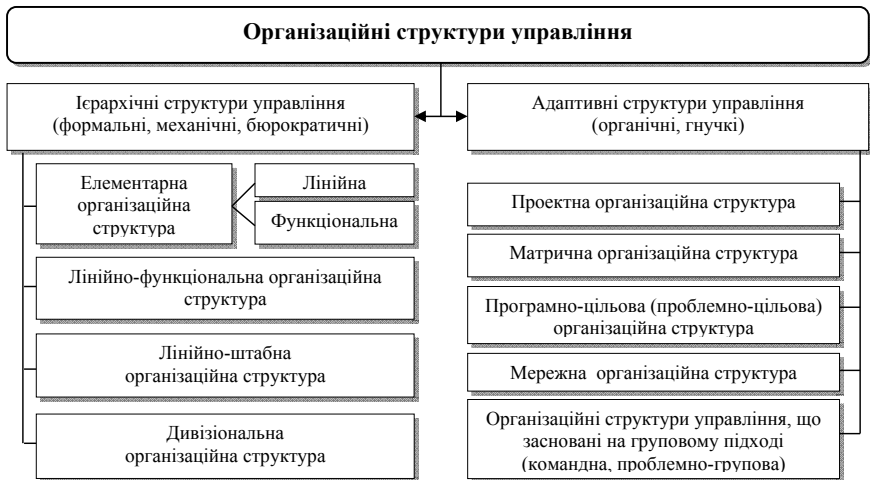 Організаційні структури управління
Ієрархічні структури управління
(формальні, механічні, бюрократичні)
Елементарна
організаційна
структура
Лінійна
Функціональна
Лінійно-функціональна організаційна
структура
Лінійно-штабна
організаційна структура
Дивізіональна
організаційна структура
Адаптивні структури управління
(органічні, гнучкі)
Проектна організаційна структура
Матрична організаційна структура
Програмно-цільова (проблемно-цільова)
організаційна структура
Мережна організаційна структура
Організаційні структури управління, що
засновані на груповому підході
(командна, проблемно-групова)